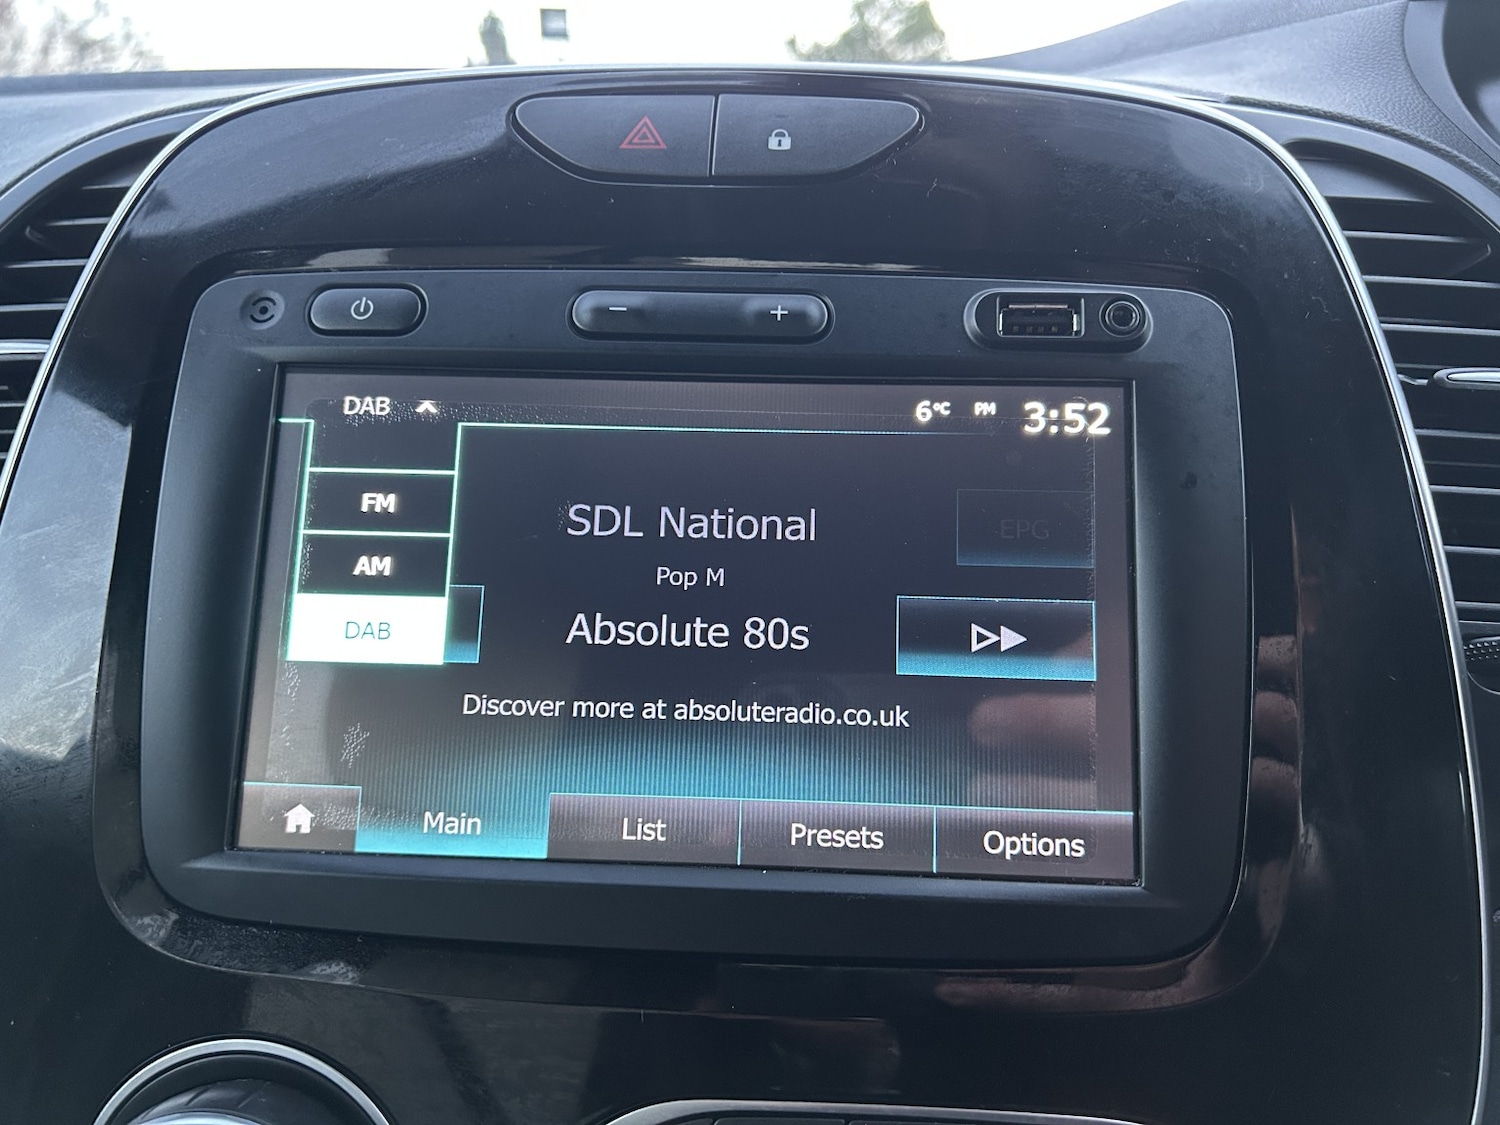 DAB
6°C PM 3:52
FM
AM
DAB
SDL National
Pop M
Absolute 80s
Discover more at absoluteradio.co.uk
EPG
Main
List
Presets
Options